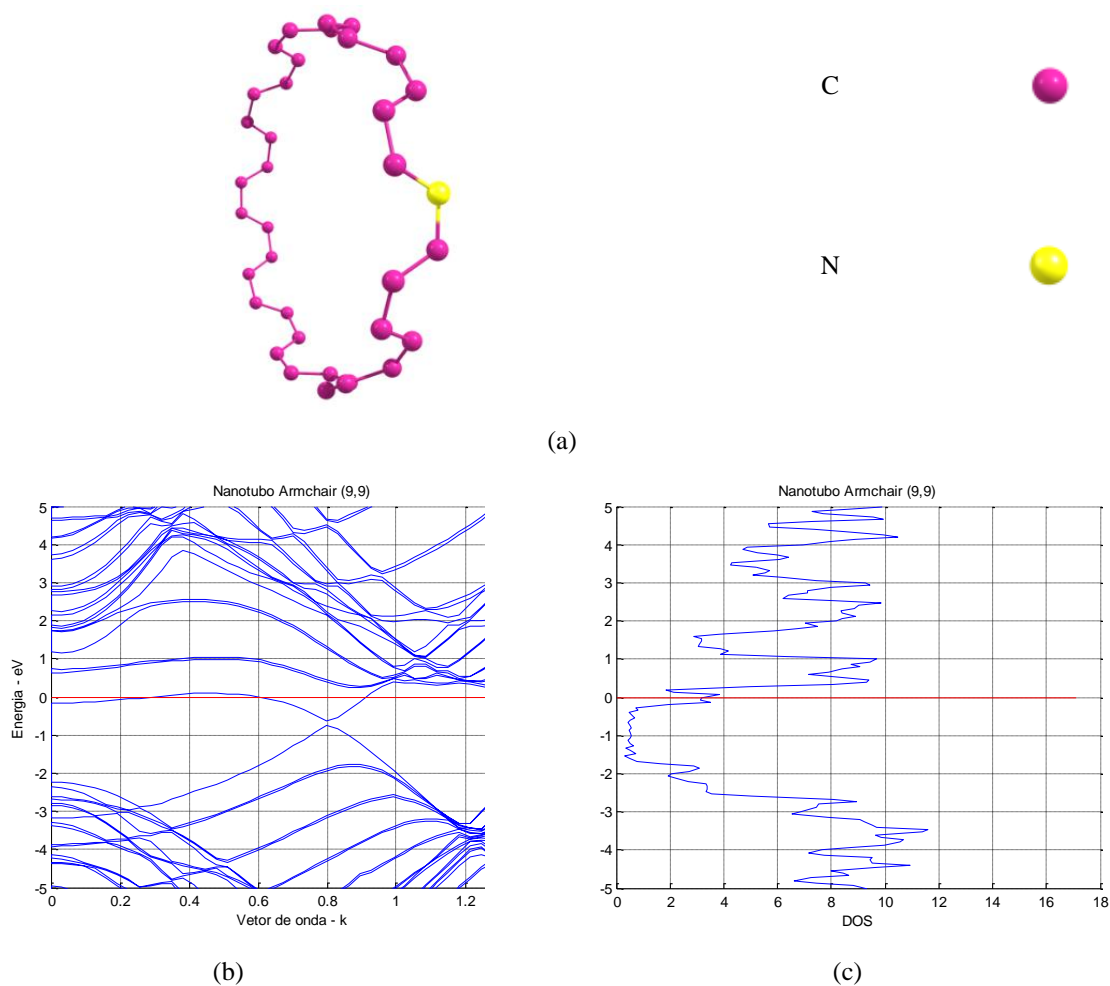 C
N
(a)
Nanotubo Armchair (9,9)
5
4
3
2
1
0
-1
-2
-3
-4
-5
Energia - eV
0 0.2 0.4 0.6 0.8 1 1.2
Vetor de onda - k
(b)
Nanotubo Armchair (9,9)
5
4
3
2
1
0
-1
-2
-3
-4
-5
0 2 4 6 8 10 12 14 16 18
DOS
(c)